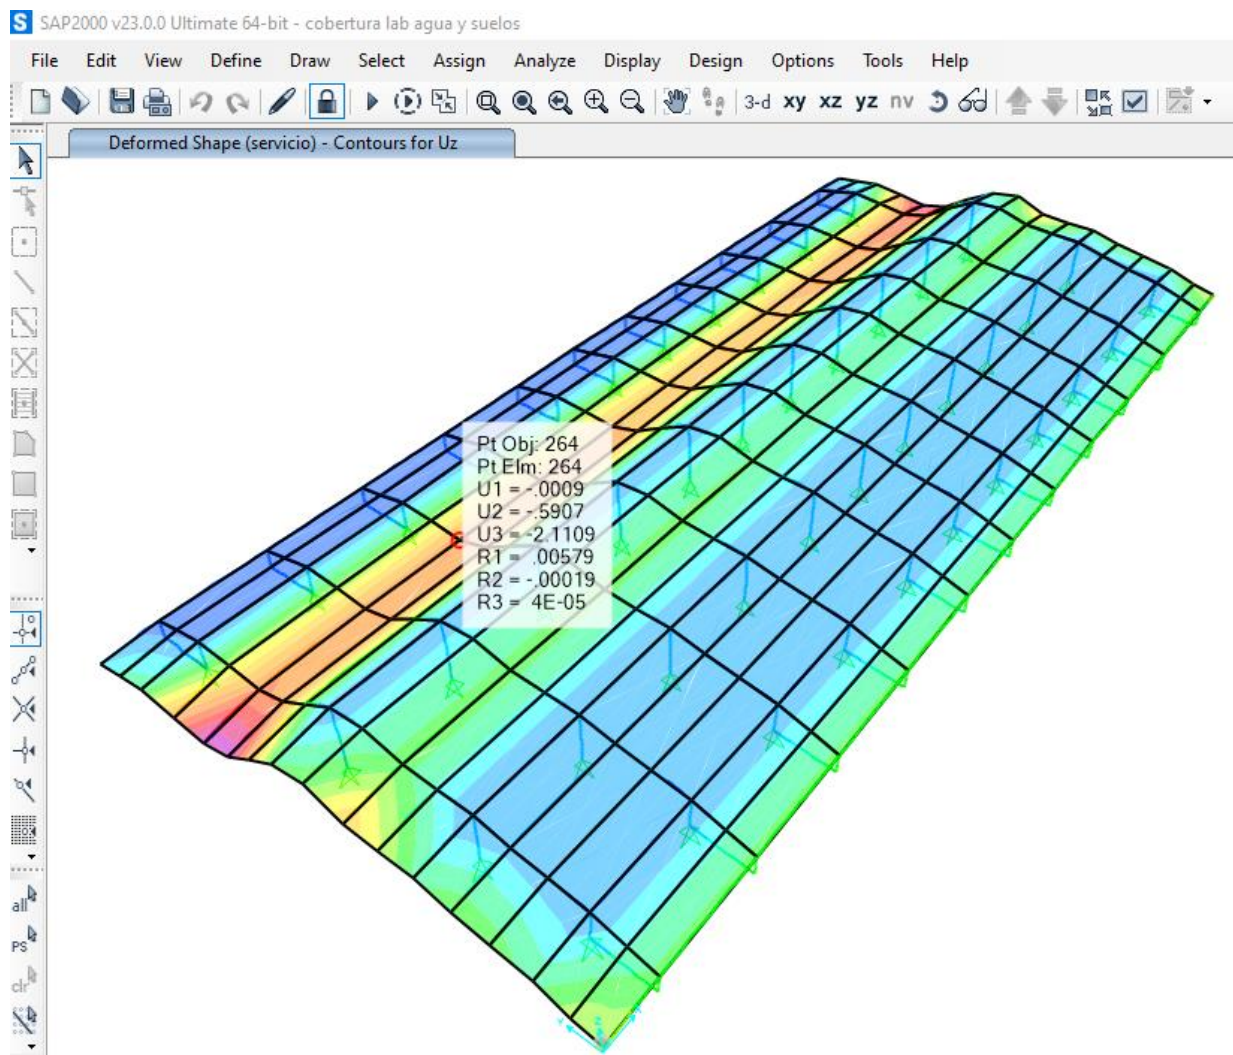 S SAP2000 v23.0.0 Ultimate 64-bit - cobertura lab agua y suelos
File Edit View Define Draw Select Assign Analyze Display Design Options Tools Help
3-d xy xz yz nv
Deformed Shape (servicio) - Contours for Uz
Pt Obj: 264
Pt Elm: 264
U1 = -.0009
U2 = -.5907
U3 = -2.1109
R1 = .00579
R2 = -.00019
R3 = 4E-05
all
PS
clr